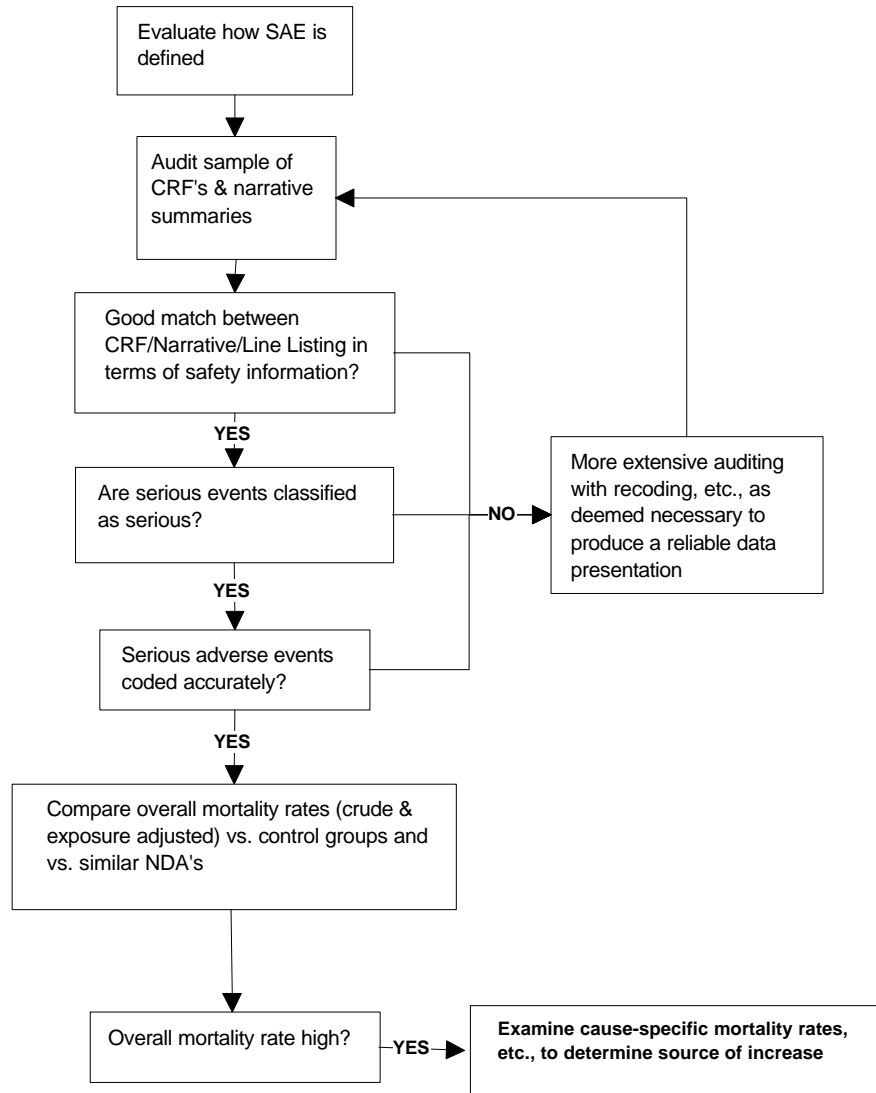 Evaluate how SAE is
defined
Audit sample of
CRF's & narrative
summaries
Good match between
CRF/Narrative/Line Listing in
terms of safety information?
YES
Are serious events classified
as serious?
NO
More extensive auditing
with recoding, etc., as
deemed necessary to
produce a reliable data
presentation
YES
Serious adverse events
coded accurately?
YES
Compare overall mortality rates (crude &
exposure adjusted) vs. control groups and
vs. similar NDA's
Overall mortality rate high?
YES
Examine cause-specific mortality rates,
etc., to determine source of increase